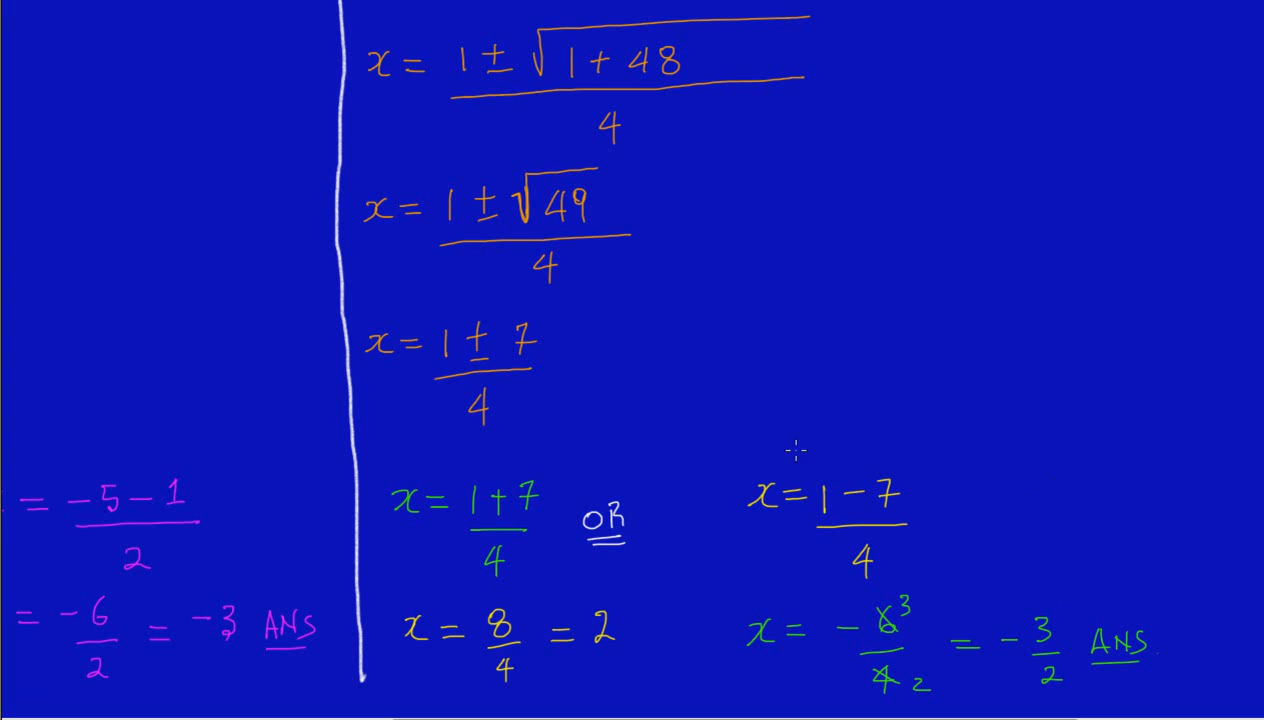 = -5 - 1 / 2
= -6/2 = -3 ANS
x = 1 ± √(1 + 48) / 4
x = 1 ± √49 / 4
x = 1 ± 7 / 4
x = 1 + 7 / 4 OR x = 1 - 7 / 4
x = 8/4 = 2
x = - 6 3 / 4 2 = - 3/2 ANS